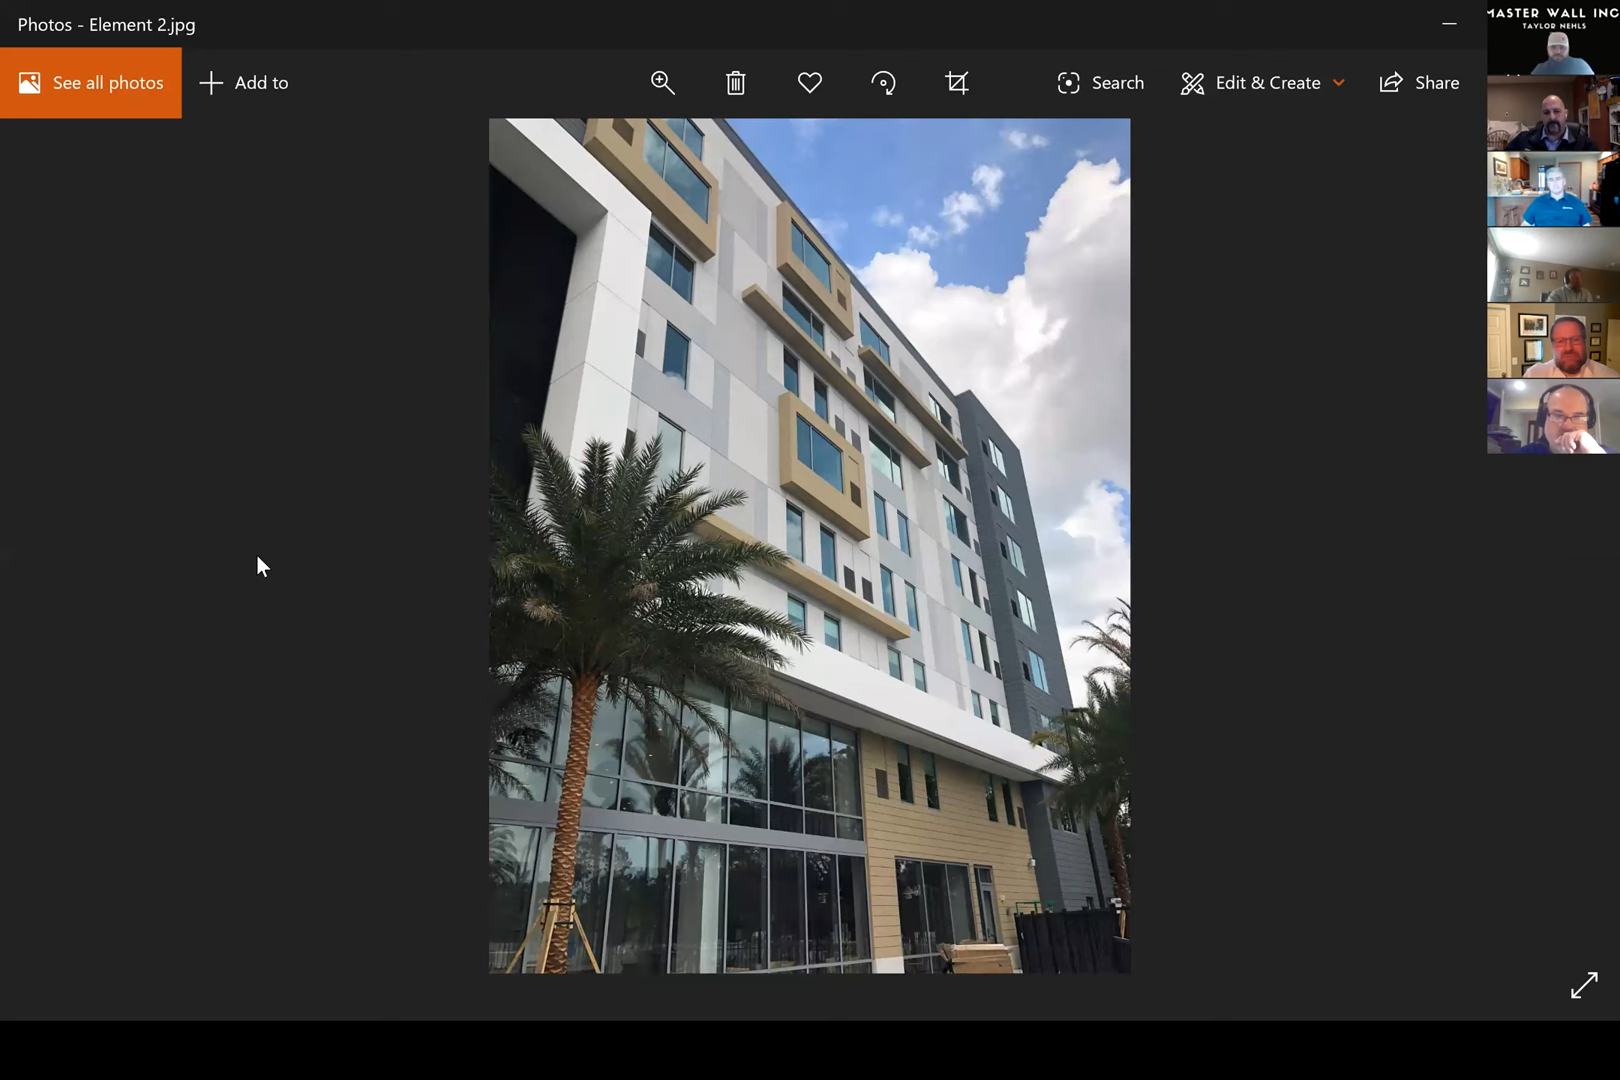 Photos - Element 2.jpg
See all photos
Add to
Search
Edit & Create
Share
MASTER WALL INC
TAYLOR NEHLS